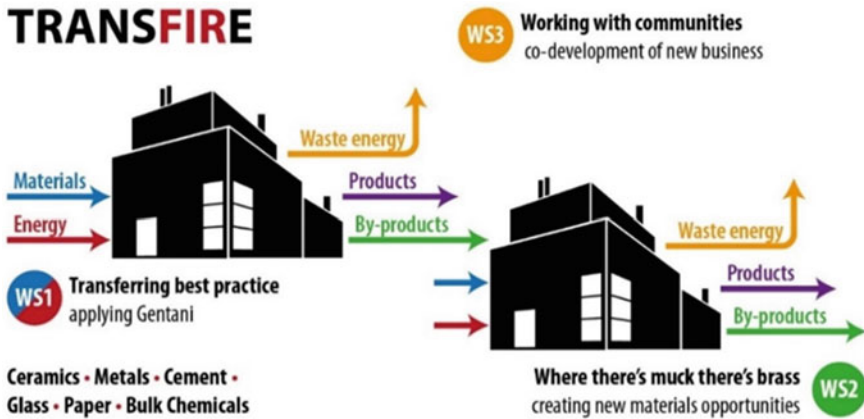 TRANSFIRE
WS3
Working with communities
co-development of new business
Waste energy
Materials
Products
Energy
By-products
Waste energy
WS1
Transferring best practice
applying Gentani
Products
By-products
Ceramics • Metals • Cement •
Glass • Paper • Bulk Chemicals
Where there's muck there's brass
creating new materials opportunities
WS2